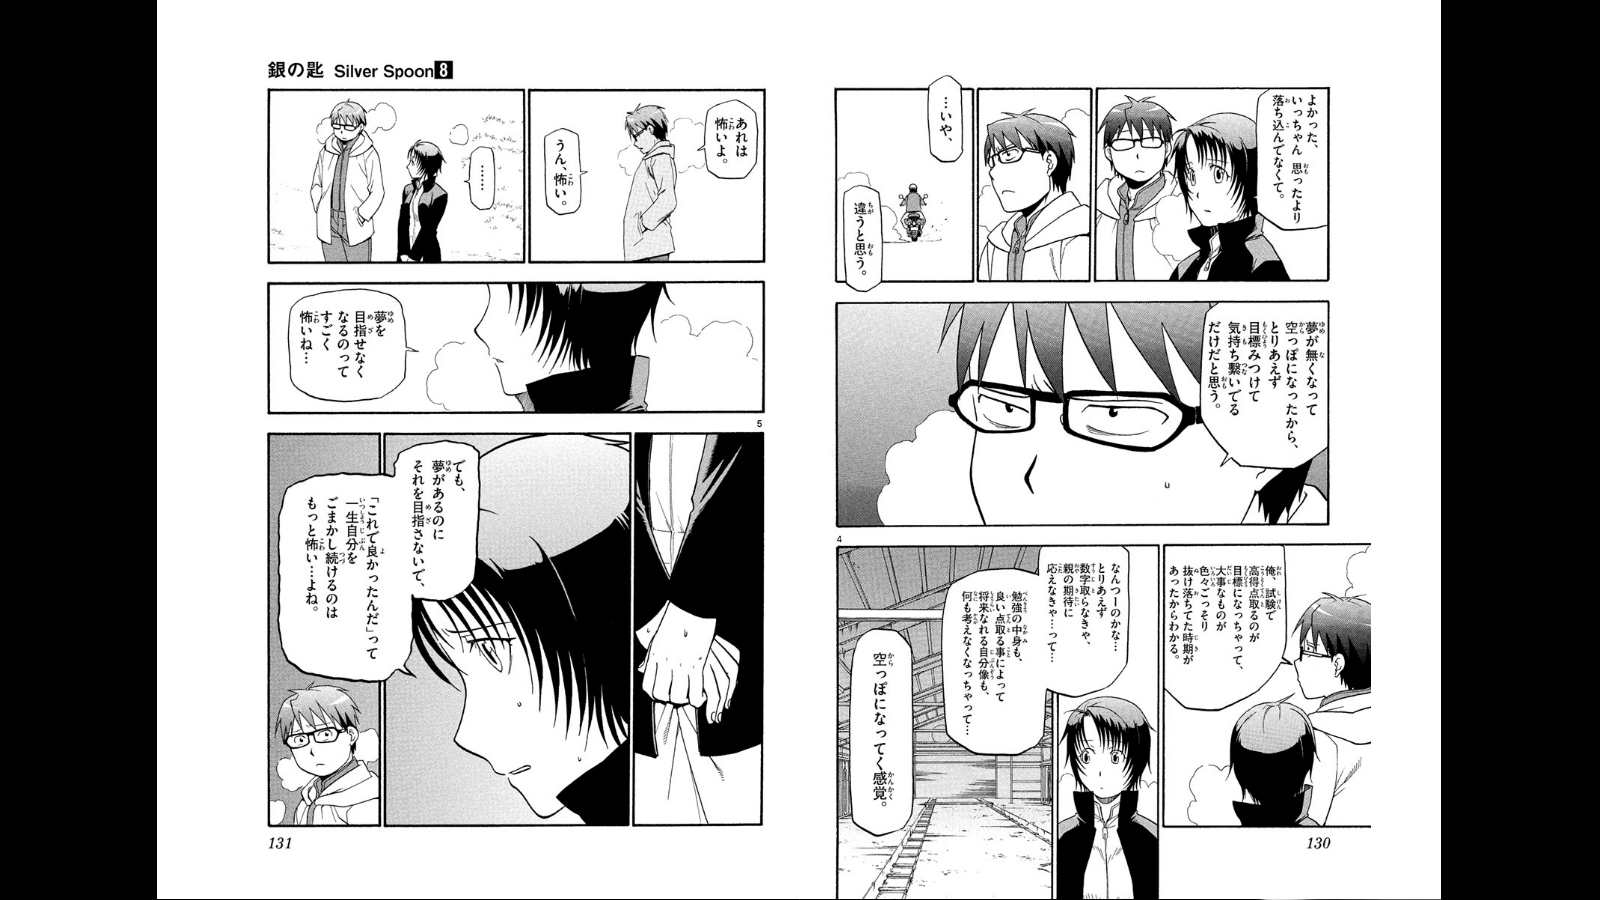 銀の匙 Silver Spoon8
よかった、
いっちゃん 思ったより
落ち込んでなくて。
…いや、
違うと思う。
夢が無くなって
空っぽになったから、
とりあえず
目標みつけて
気持ち繋いでる
だけだと思う。
俺、試験で
高得点取るのが
目標になっちゃって、
大事なものが
色々ごっそり
抜け落ちてた時期が
あったからわかる。
なんつーのかな…
とりあえず
数字取らなきゃ、
親の期待に
応えなきゃ…って…
勉強の中身も、
良い点取る事によって
将来なれる自分像も、
何も考えなくなっちゃって…
空っぽになってく感覚。
4
130
あれは
怖いよ。
うん、怖い。
……
夢を
目指せなく
なるのって
すごく
怖いね…
5
でも、
夢があるのに
それを目指さないで、
「これで良かったんだ」って
一生自分を
ごまかし続けるのは
もっと怖い…よね。
131